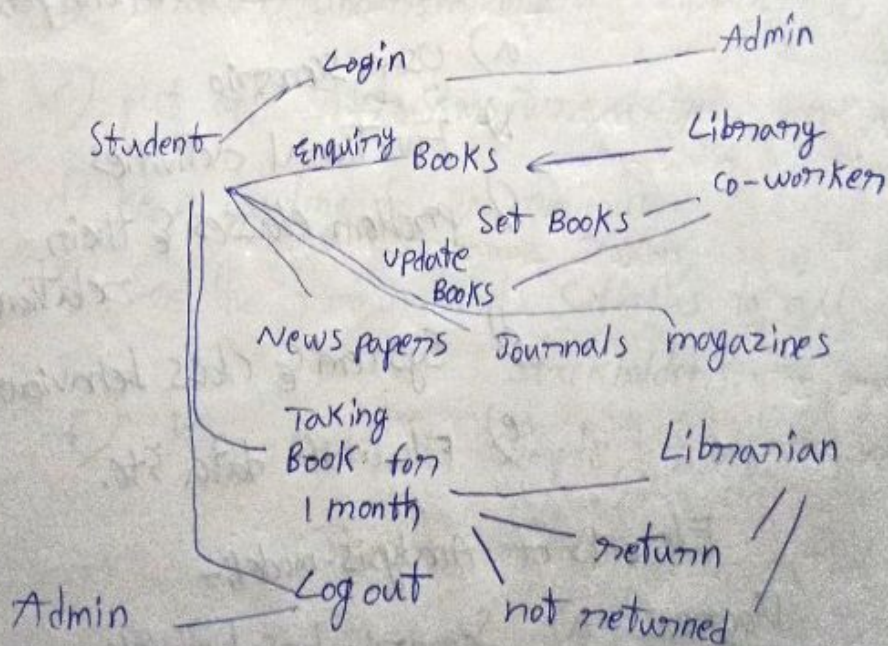 Login
Admin
Student
Enquiry
Books
Library
Co-worker
Set Books
Update
Books
News papers
Journals
magazines
Taking
Book for
1 month
Librarian
return
not returned
Log out
Admin